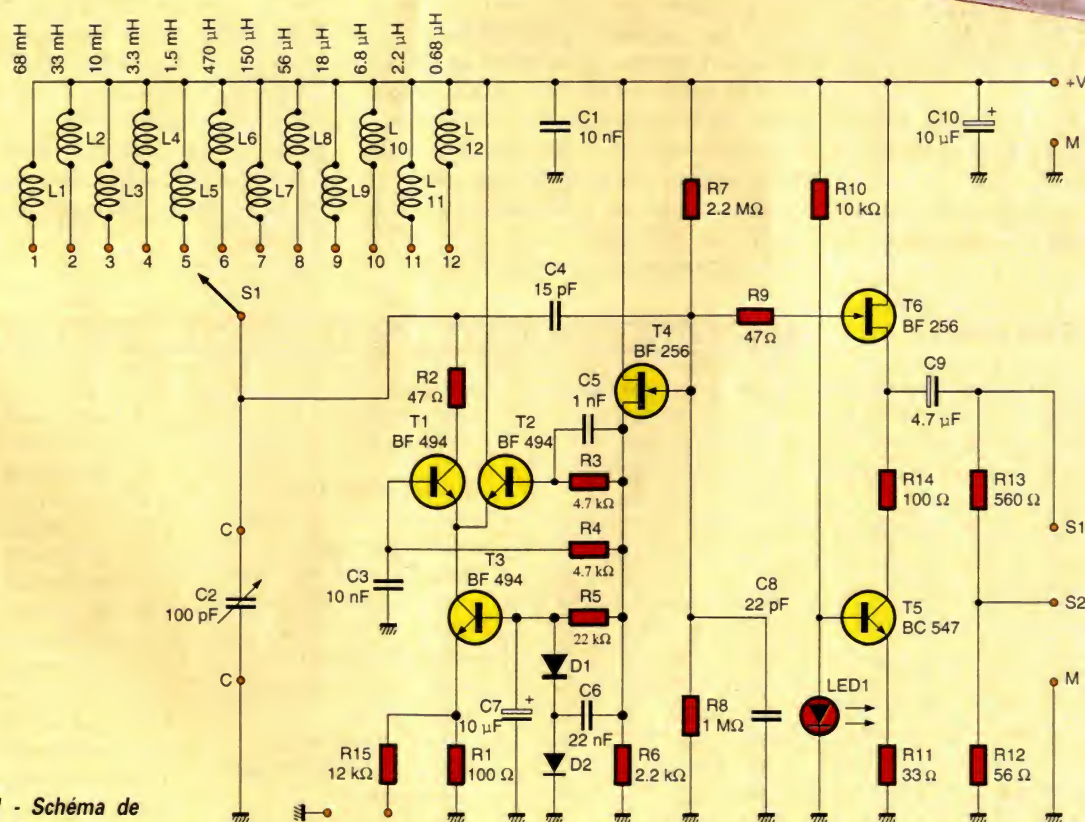 68 mH
33 mH
10 mH
3.3 mH
1.5 mH
470 µH
150 µH
56 µH
18 µH
6.8 µH
2.2 µH
0.68 µH
L1
L2
L3
L4
L5
L6
L7
L8
L9
L
10
L
11
L
12
1
2
3
4
5
6
7
8
9
10
11
12
S1
C1
10 nF
C10
10 µF
+
+V
M
R7
2.2 MΩ
R10
10 kΩ
C4
15 pF
R9
47Ω
T6
BF 256
T4
BF 256
R2
47 Ω
C5
1 nF
C9
4.7 µF
T1
BF 494
T2
BF 494
R3
4.7 kΩ
R14
100 Ω
R13
560 Ω
R4
4.7 kΩ
S1
C
C3
10 nF
T3
BF 494
R5
22 kΩ
C8
22 pF
C2
100 pF
T5
BC 547
S2
D1
C
LED1
M
C7
10 µF
+
C6
22 nF
R8
1 MΩ
R15
12 kΩ
R1
100 Ω
D2
R6
2.2 kΩ
R11
33 Ω
R12
56 Ω
- Schéma de